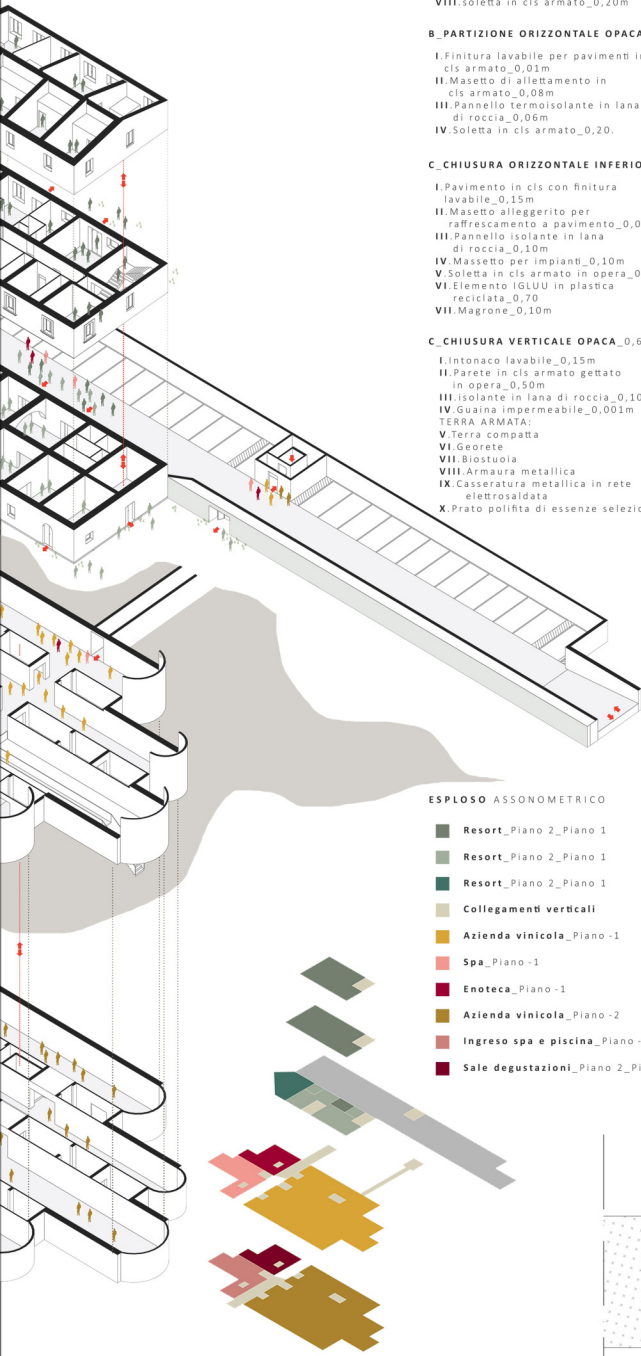 VIII.soletta in cls armato_0,20m
B_PARTIZIONE ORIZZONTALE OPACA
I.Finitura lavabile per pavimenti in
cls armato_0,01m
II.Masetto di allettamento in
cls armato_0,08m
III.Pannello termoisolante in lana
di roccia_0,06m
IV.Soletta in cls armato_0,20.
C_CHIUSURA ORIZZONTALE INFERIO
I.Pavimento in cls con finitura
lavabile_0,15m
II.Masetto alleggerito per
raffrescamento a pavimento_0,0
III.Pannello isolante in lana
di roccia_0,10m
IV.Massetto per impianti_0,10m
V.Soletta in cls armato in opera_0
VI.Elemento IGLUU in plastica
reciclata_0,70
VII.Magrone_0,10m
C_CHIUSURA VERTICALE OPACA_0,6
I.Intonaco lavabile_0,15m
II.Parete in cls armato gettato
in opera_0,50m
III.isolante in lana di roccia_0,10
IV.Guaina impermeabile_0,001m
TERRA ARMATA:
V.Terra compatta
VI.Georete
VII.Biostuoia
VIII.Armaura metallica
IX.Casseratura metallica in rete
elettrosaldata
X.Prato polifita di essenze selezio
ESPLOSO ASSONOMETRICO
Resort_Piano 2_Piano 1
Resort_Piano 2_Piano 1
Resort_Piano 2_Piano 1
Collegamenti verticali
Azienda vinicola_Piano -1
Spa_Piano -1
Enoteca_Piano -1
Azienda vinicola_Piano -2
Ingreso spa e piscina_Piano -
Sale degustazioni_Piano 2_Pi